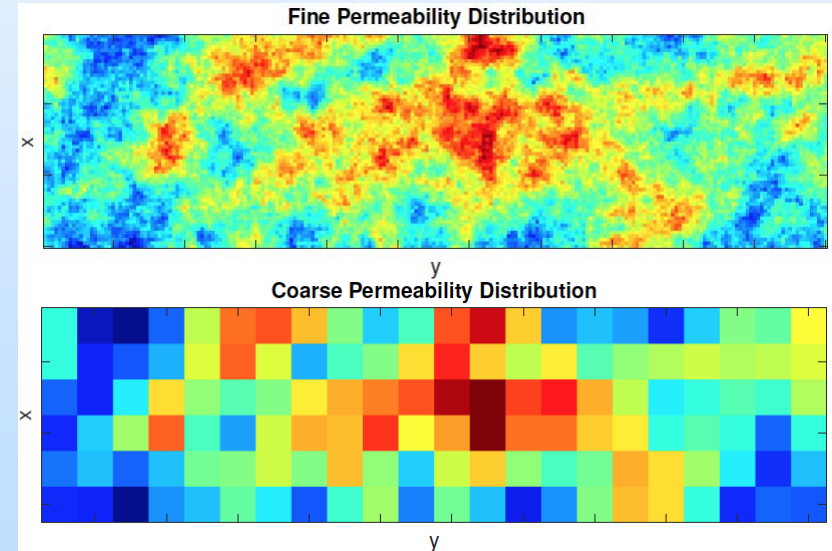 Fine Permeability Distribution
x
y
Coarse Permeability Distribution
x
y